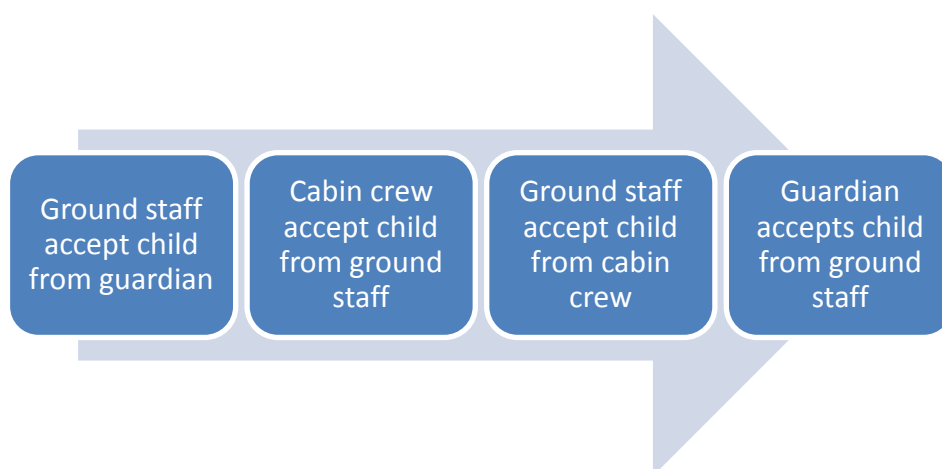 Ground staff
accept child
from guardian
Cabin crew
accept child
from ground
staff
Ground staff
accept child
from cabin
crew
Guardian
accepts child
from ground
staff